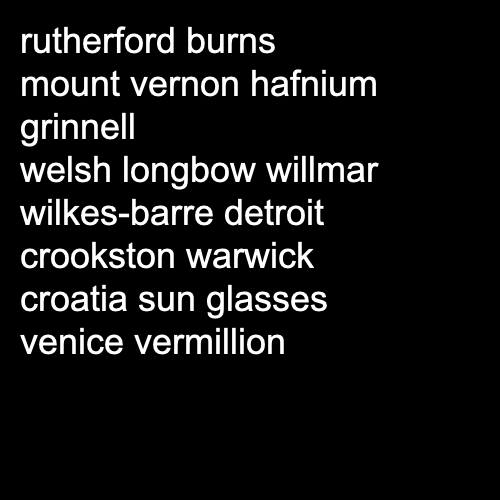 rutherford burns
mount vernon hafnium
grinnell
welsh longbow willmar
wilkes-barre detroit
crookston warwick
croatia sun glasses
venice vermillion